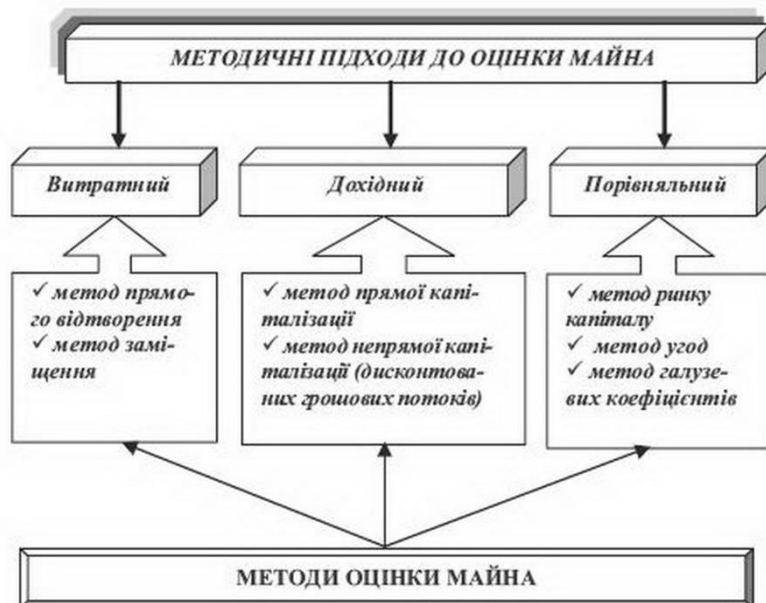 МЕТОДИЧНІ ПІДХОДИ ДО ОЦІНКИ МАЙНА
Витратний
Дохідний
Порівняльний
✓ метод прямо-
го відтворення
✓ метод замі-
щення
✓ метод прямої капі-
талізації
✓ метод непрямої капі-
талізації (дисконтова-
них грошових потоків)
✓ метод ринку
капіталу
✓ метод угод
✓ метод галузе-
вих коефіцієнтів
МЕТОДИ ОЦІНКИ МАЙНА